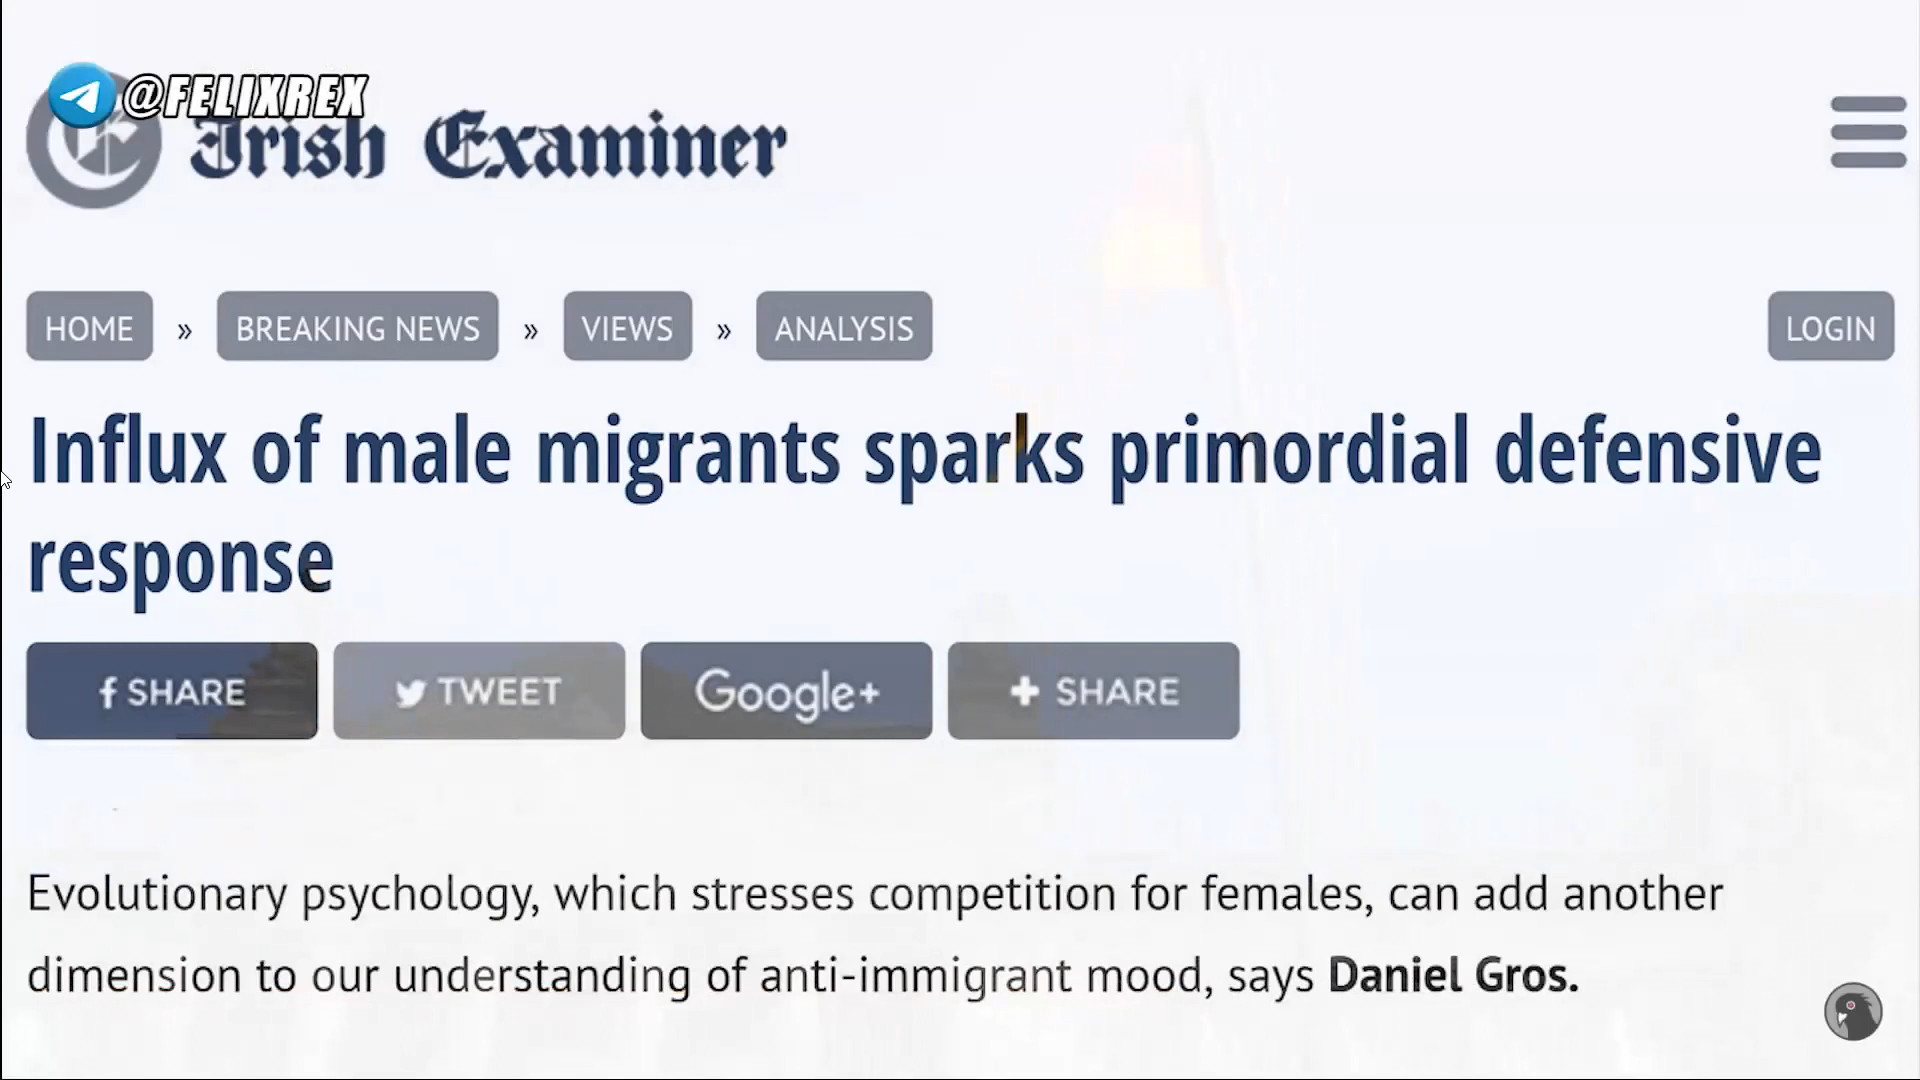 @FELIXREX
Irish Examiner
HOME » BREAKING NEWS » VIEWS » ANALYSIS LOGIN
Influx of male migrants sparks primordial defensive
response
f SHARE TWEET Google+ + SHARE
Evolutionary psychology, which stresses competition for females, can add another
dimension to our understanding of anti-immigrant mood, says Daniel Gros.